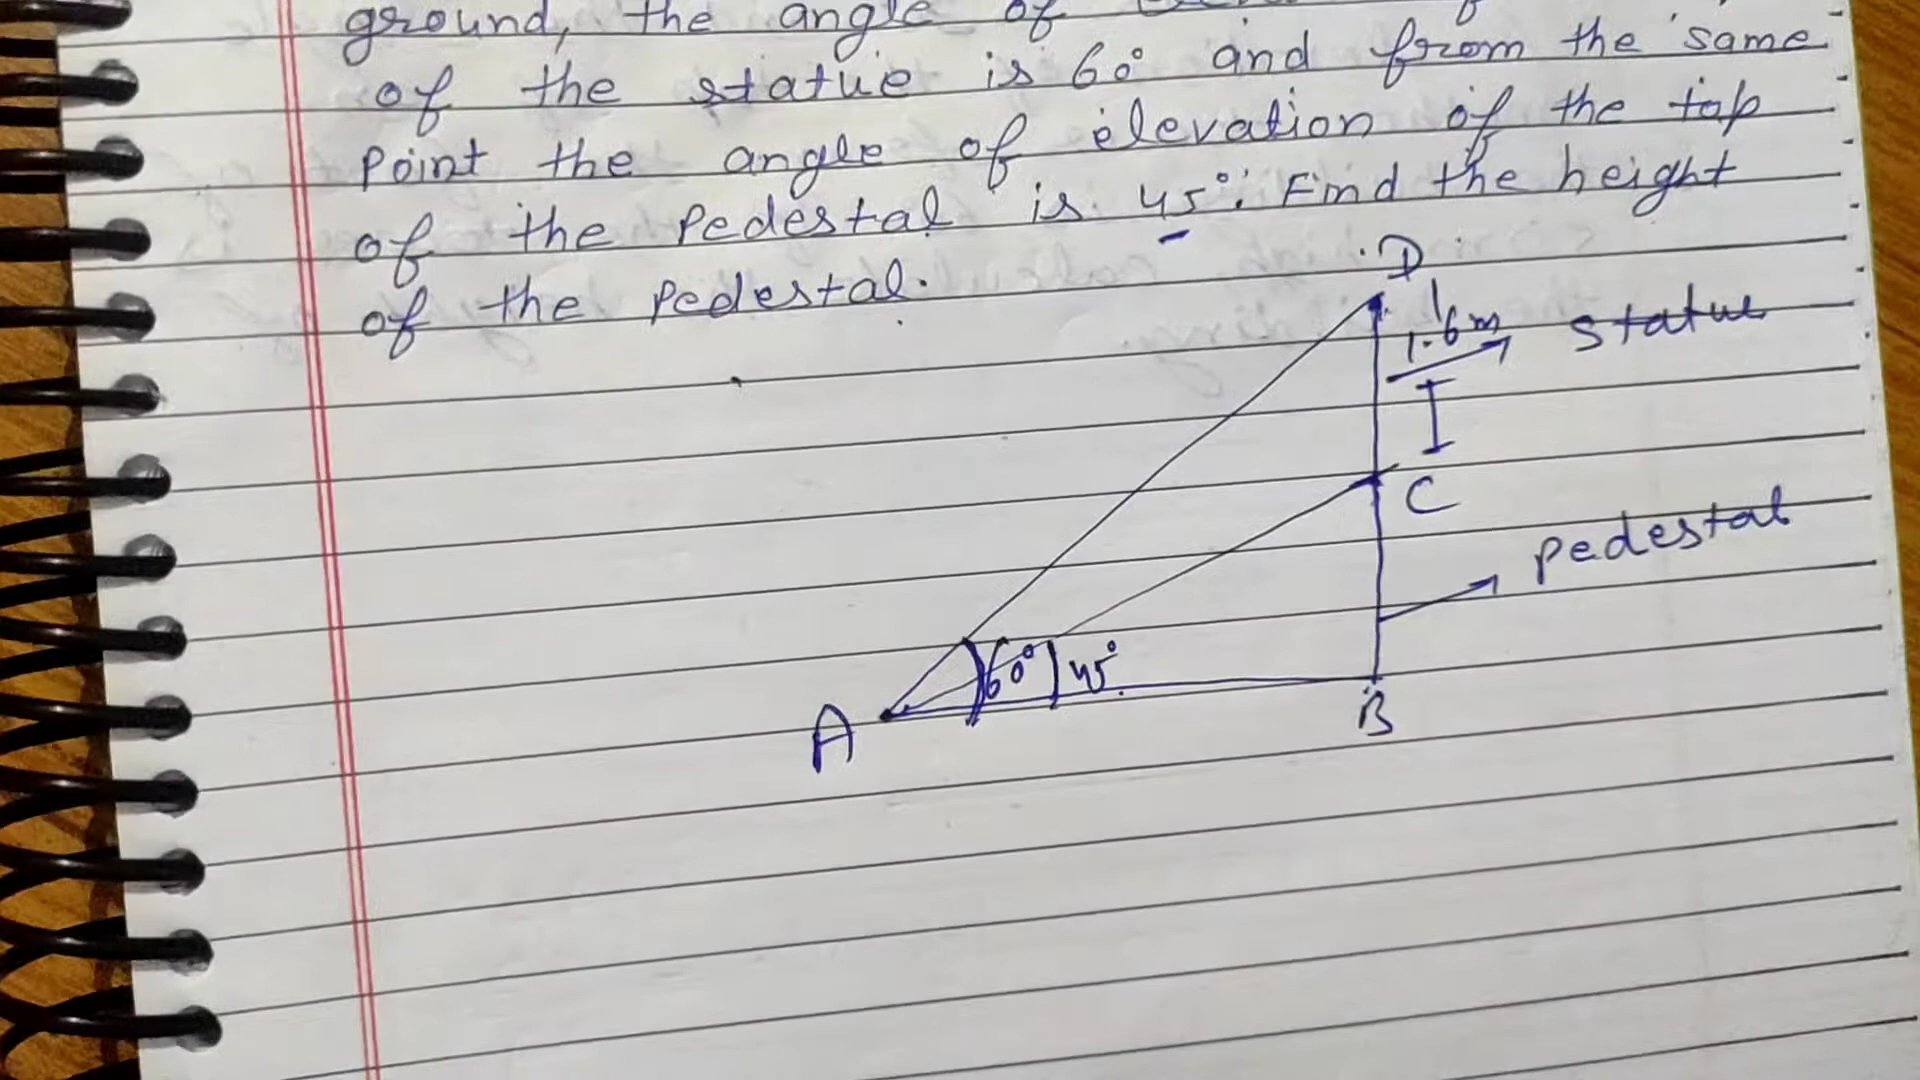 ground, the angle of
of the statue is 60° and from the same
Point the angle of elevation of the top
of the Pedestal is 45°. Find the height
of the Pedestal.
D
1.6m statue
C
pedestal
60° 45°
A
B